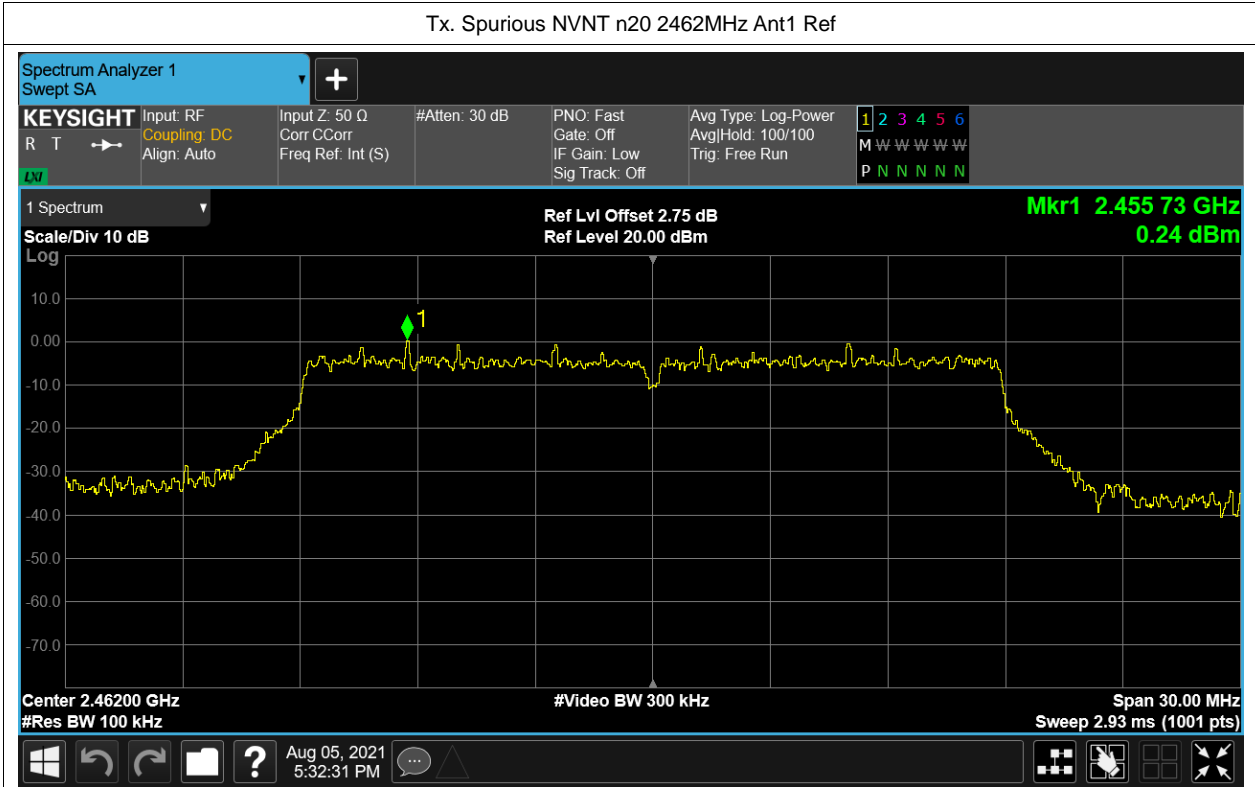 Tx. Spurious NVNT n20 2462MHz Ant1 Ref
Spectrum Analyzer 1
Swept SA
KEYSIGHT
R T
LXI
Input: RF
Coupling: DC
Align: Auto
Input Z: 50 Ω
Corr CCorr
Freq Ref: Int (S)
#Atten: 30 dB
PNO: Fast
Gate: Off
IF Gain: Low
Sig Track: Off
Avg Type: Log-Power
Avg|Hold: 100/100
Trig: Free Run
1 2 3 4 5 6
M W W W W W
P N N N N N
1 Spectrum
Scale/Div 10 dB
Ref Lvl Offset 2.75 dB
Ref Level 20.00 dBm
Mkr1 2.455 73 GHz
0.24 dBm
Log
10.0
0.00
-10.0
-20.0
-30.0
-40.0
-50.0
-60.0
-70.0
1
Center 2.46200 GHz
#Res BW 100 kHz
#Video BW 300 kHz
Span 30.00 MHz
Sweep 2.93 ms (1001 pts)
?
Aug 05, 2021
5:32:31 PM